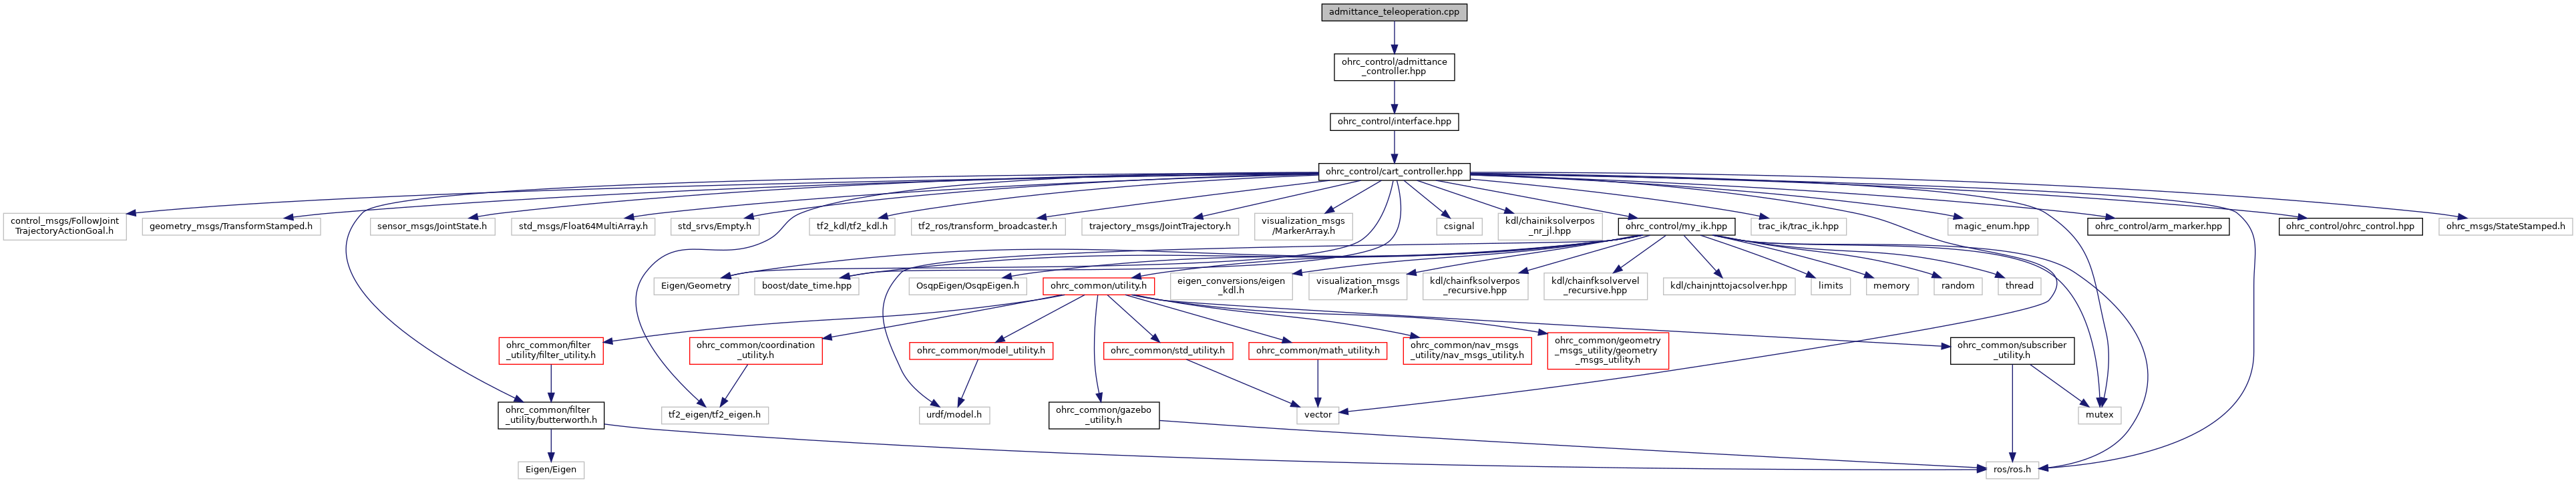 admittance_teleoperation.cpp
ohrc_control/admittance
_controller.hpp
ohrc_control/interface.hpp
ohrc_control/cart_controller.hpp
control_msgs/FollowJoint
TrajectoryActionGoal.h
geometry_msgs/TransformStamped.h
sensor_msgs/JointState.h
std_msgs/Float64MultiArray.h
std_srvs/Empty.h
tf2_kdl/tf2_kdl.h
tf2_ros/transform_broadcaster.h
trajectory_msgs/JointTrajectory.h
visualization_msgs
/MarkerArray.h
csignal
kdl/chainiksolverpos
_nr_jl.hpp
ohrc_control/my_ik.hpp
trac_ik/trac_ik.hpp
magic_enum.hpp
ohrc_control/arm_marker.hpp
ohrc_control/ohrc_control.hpp
ohrc_msgs/StateStamped.h
Eigen/Geometry
boost/date_time.hpp
OsqpEigen/OsqpEigen.h
ohrc_common/utility.h
eigen_conversions/eigen
_kdl.h
visualization_msgs
/Marker.h
kdl/chainfksolverpos
_recursive.hpp
kdl/chainfksolvervel
_recursive.hpp
kdl/chainjnttojacsolver.hpp
limits
memory
random
thread
ohrc_common/filter
_utility/filter_utility.h
ohrc_common/coordination
_utility.h
ohrc_common/model_utility.h
ohrc_common/std_utility.h
ohrc_common/math_utility.h
ohrc_common/nav_msgs
_utility/nav_msgs_utility.h
ohrc_common/geometry
_msgs_utility/geometry
_msgs_utility.h
ohrc_common/subscriber
_utility.h
ohrc_common/filter
_utility/butterworth.h
tf2_eigen/tf2_eigen.h
urdf/model.h
ohrc_common/gazebo
_utility.h
vector
mutex
Eigen/Eigen
ros/ros.h